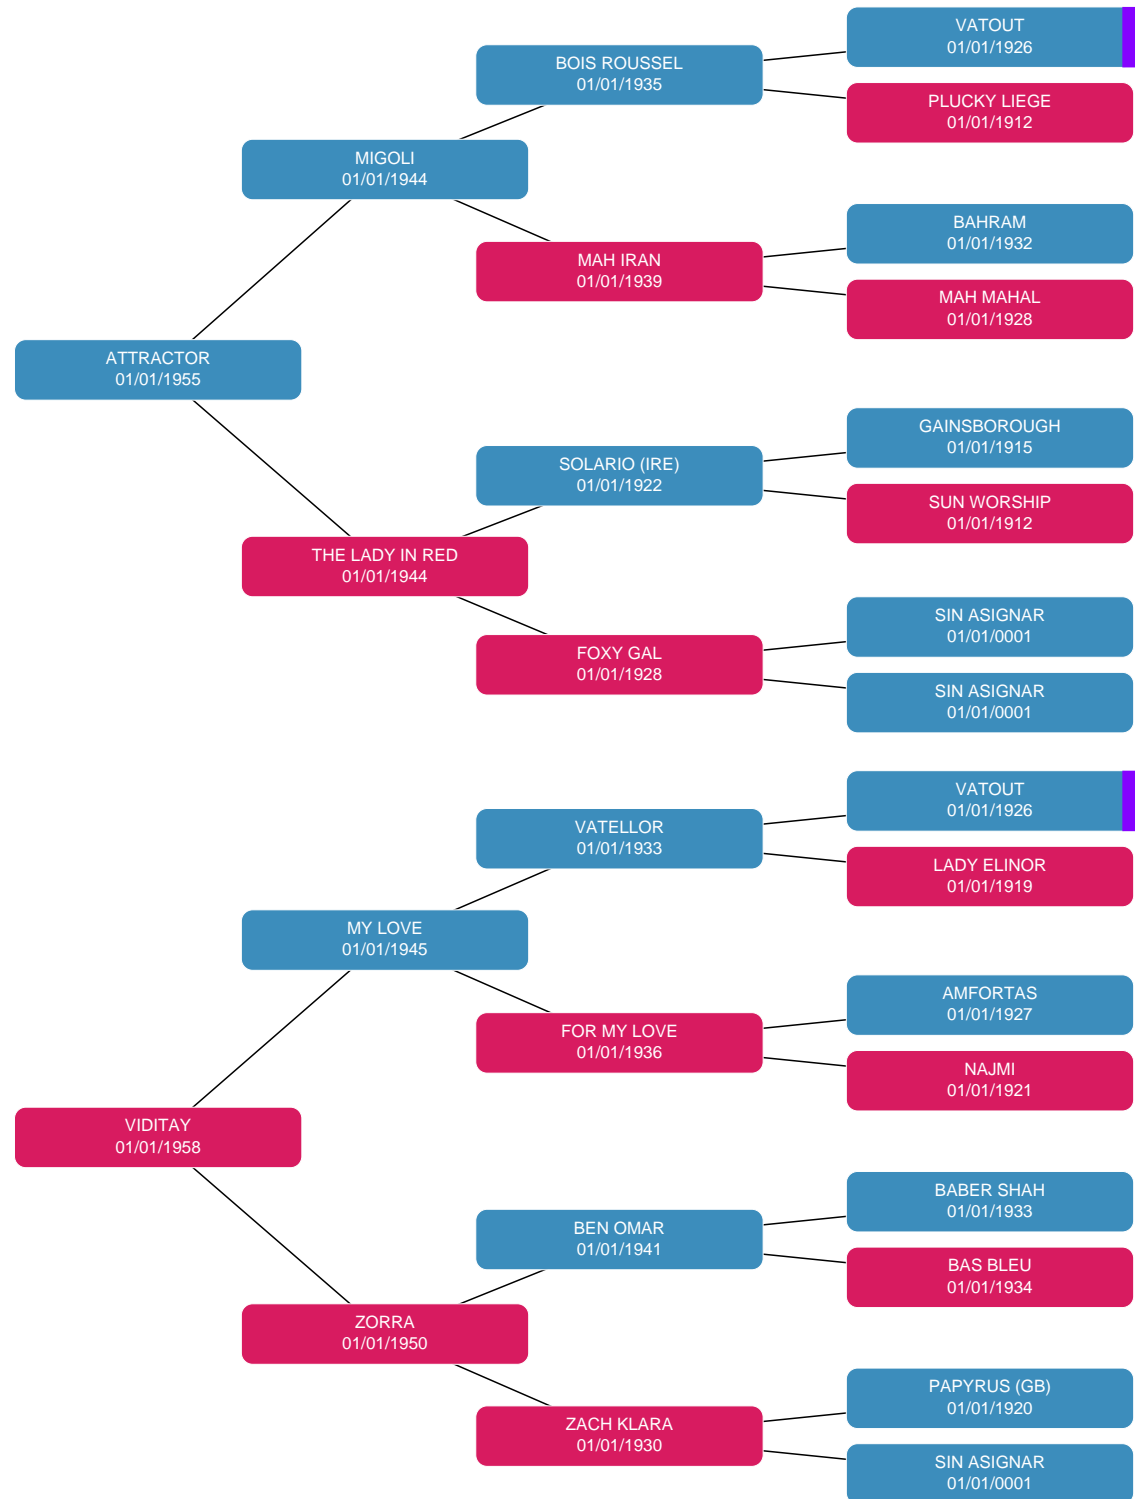 VATOUT
01/01/1926
BOIS ROUSSEL
01/01/1935
PLUCKY LIEGE
01/01/1912
MIGOLI
01/01/1944
BAHRAM
01/01/1932
MAH IRAN
01/01/1939
MAH MAHAL
01/01/1928
ATTRACTOR
01/01/1955
GAINSBOROUGH
01/01/1915
SOLARIO (IRE)
01/01/1922
SUN WORSHIP
01/01/1912
THE LADY IN RED
01/01/1944
SIN ASIGNAR
01/01/0001
FOXY GAL
01/01/1928
SIN ASIGNAR
01/01/0001
VATOUT
01/01/1926
VATELLOR
01/01/1933
LADY ELINOR
01/01/1919
MY LOVE
01/01/1945
AMFORTAS
01/01/1927
FOR MY LOVE
01/01/1936
NAJMI
01/01/1921
VIDITAY
01/01/1958
BABER SHAH
01/01/1933
BEN OMAR
01/01/1941
BAS BLEU
01/01/1934
ZORRA
01/01/1950
PAPYRUS (GB)
01/01/1920
ZACH KLARA
01/01/1930
SIN ASIGNAR
01/01/0001